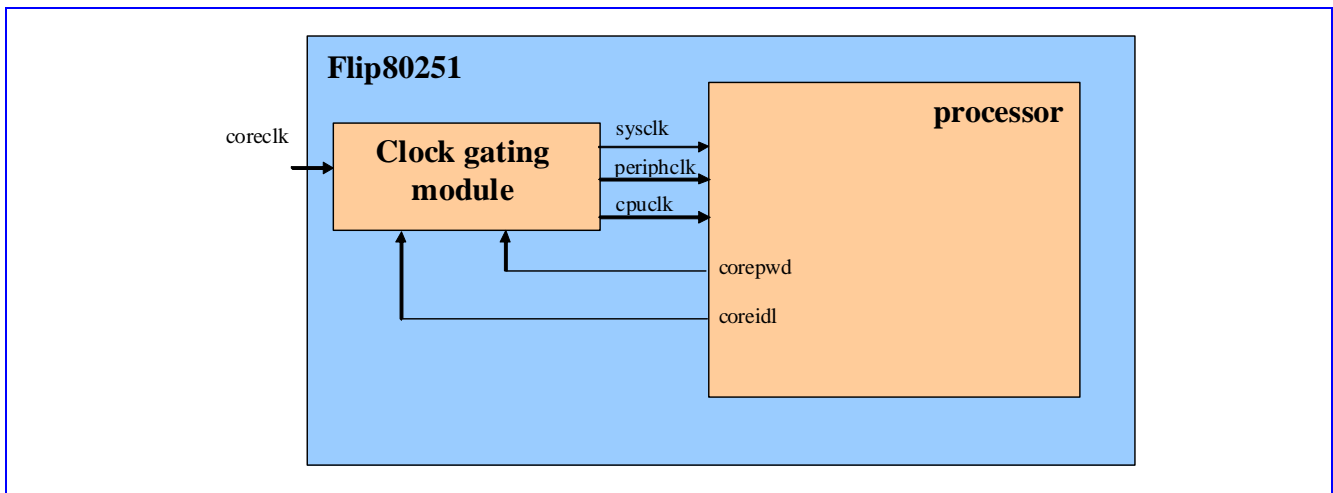 Flip80251
processor
coreclk
Clock gating
module
sysclk
periphclk
cpuclk
corepwd
coreidl